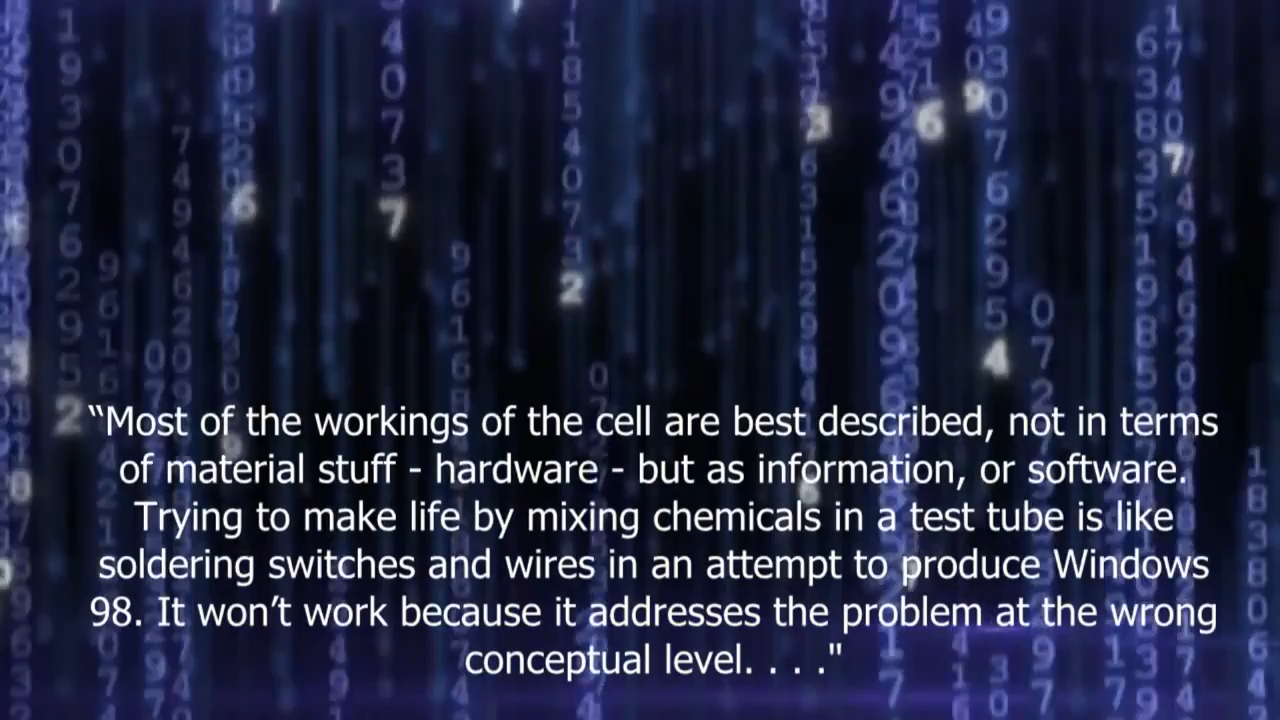 “Most of the workings of the cell are best described, not in terms
of material stuff - hardware - but as information, or software.
Trying to make life by mixing chemicals in a test tube is like
soldering switches and wires in an attempt to produce Windows
98. It won’t work because it addresses the problem at the wrong
conceptual level. . . ."